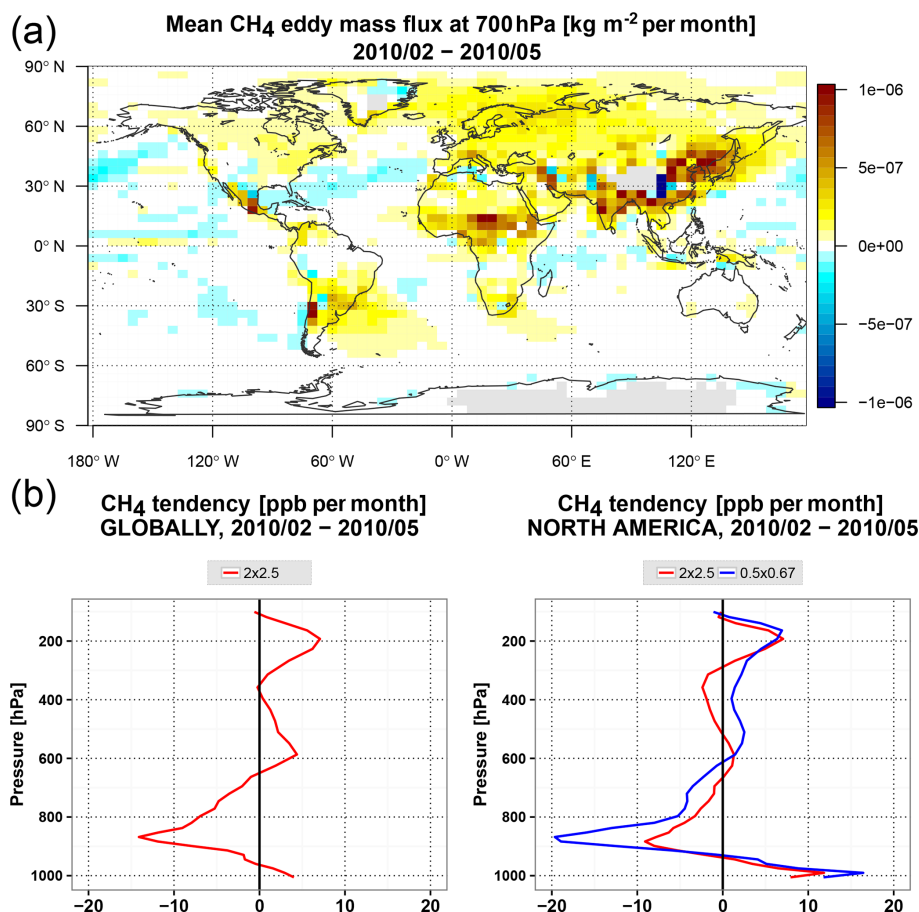 (a)
Mean CH4 eddy mass flux at 700 hPa [kg m-2 per month]
2010/02 − 2010/05
90° N
60° N
30° N
0° N
30° S
60° S
90° S
180° W
120° W
60° W
0° W
60° E
120° E
1e−06
5e−07
0e+00
−5e−07
−1e−06
(b)
CH4 tendency [ppb per month]
GLOBALLY, 2010/02 − 2010/05
2x2.5
Pressure [hPa]
200
400
600
800
1000
−20
−10
0
10
20
CH4 tendency [ppb per month]
NORTH AMERICA, 2010/02 − 2010/05
2x2.5 0.5x0.67
Pressure [hPa]
200
400
600
800
1000
−20
−10
0
10
20